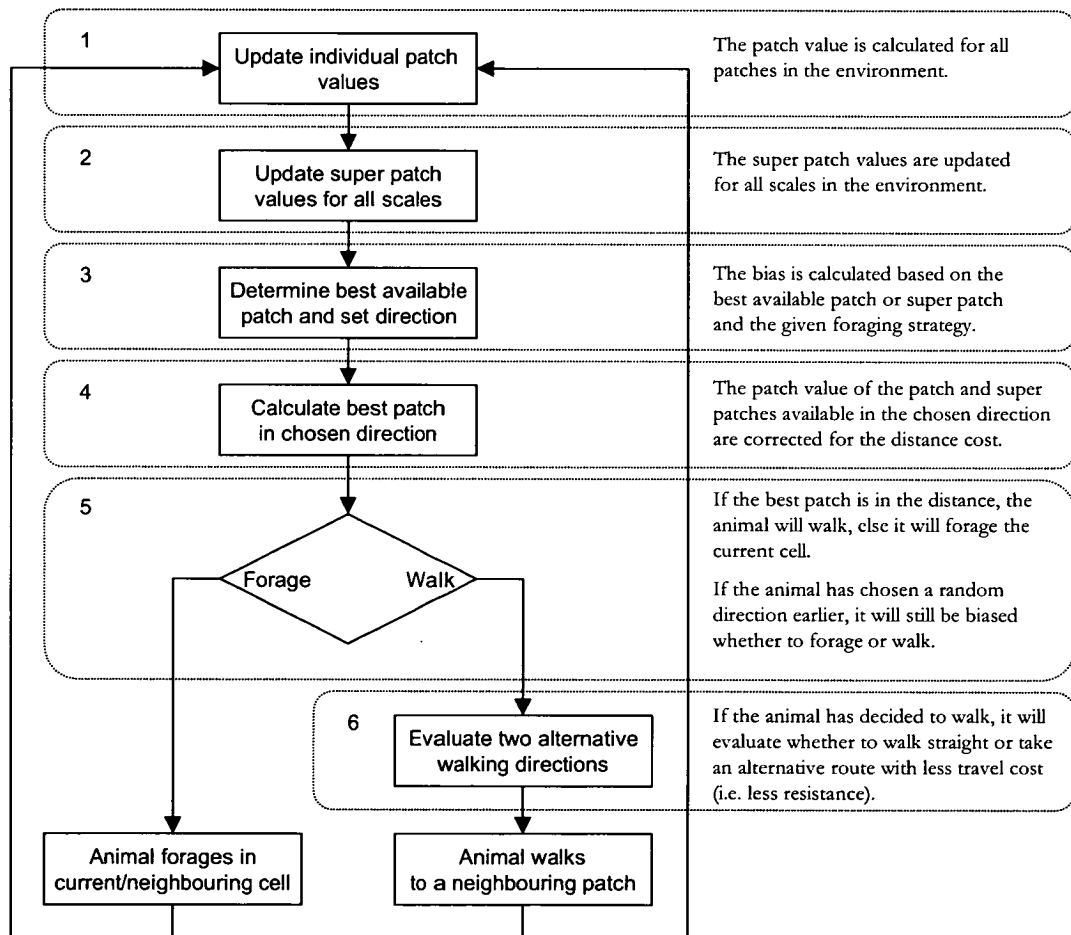 1
Update individual patch
values
The patch value is calculated for all
patches in the environment.
2
Update super patch
values for all scales
The super patch values are updated
for all scales in the environment.
3
Determine best available
patch and set direction
The bias is calculated based on the
best available patch or super patch
and the given foraging strategy.
4
Calculate best patch
in chosen direction
The patch value of the patch and super
patches available in the chosen direction
are corrected for the distance cost.
5
Forage
Walk
If the best patch is in the distance, the
animal will walk, else it will forage the
current cell.
If the animal has chosen a random
direction earlier, it will still be biased
whether to forage or walk.
6
Evaluate two alternative
walking directions
If the animal has decided to walk, it will
evaluate whether to walk straight or take
an alternative route with less travel cost
(i.e. less resistance).
Animal forages in
current/neighbouring cell
Animal walks
to a neighbouring patch